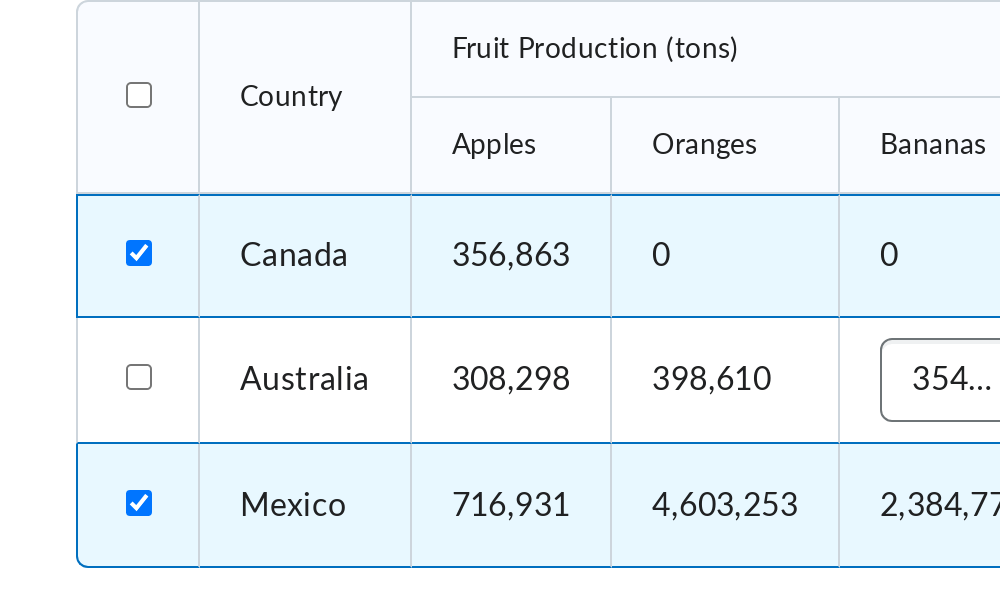 Fruit Production (tons)
Country
Apples Oranges Bananas
Canada 356,863 0 0
Australia 308,298 398,610 354...
Mexico 716,931 4,603,253